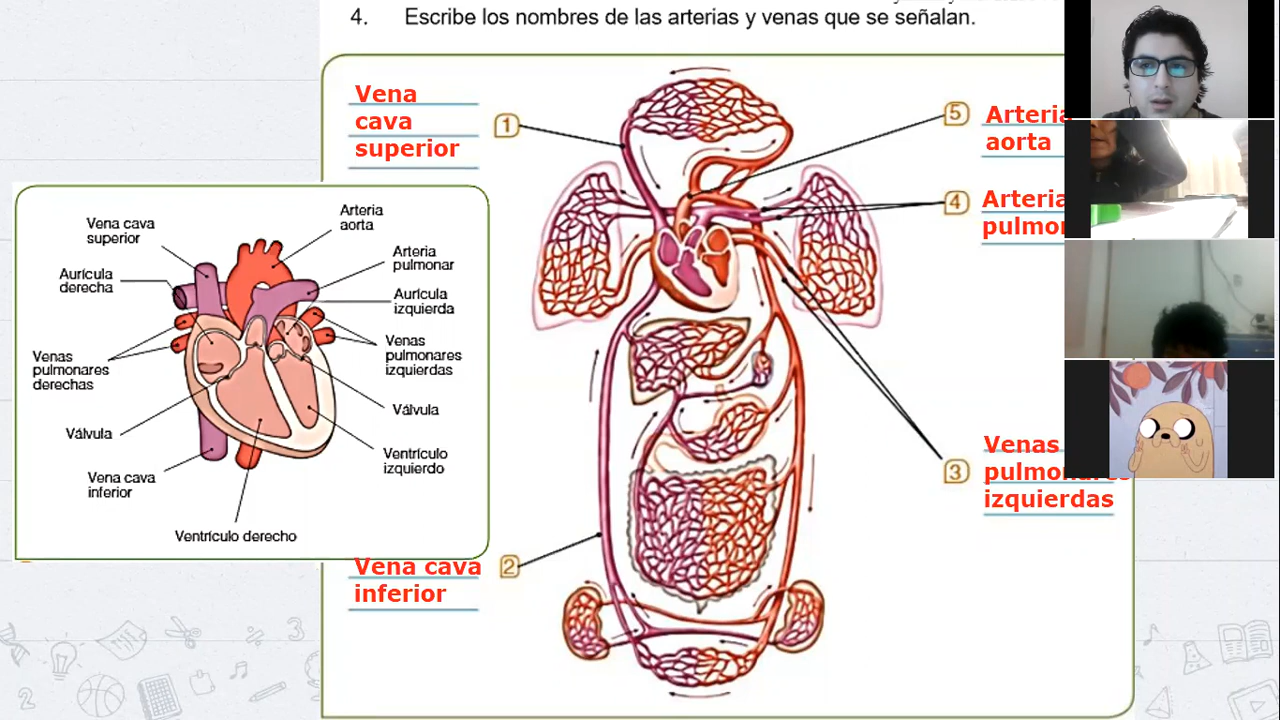 4. Escribe los nombres de las arterias y venas que se señalan.
Vena
cava
superior
1
5
Arteria
aorta
4
Arteria
3
Venas
izquierdas
2
Vena cava
inferior
Vena cava
superior
Arteria
aorta
Aurícula
derecha
Arteria
pulmonar
Aurícula
izquierda
Venas
pulmonares
derechas
Venas
pulmonares
izquierdas
Válvula
Válvula
Vena cava
inferior
Ventrículo
izquierdo
Ventrículo derecho